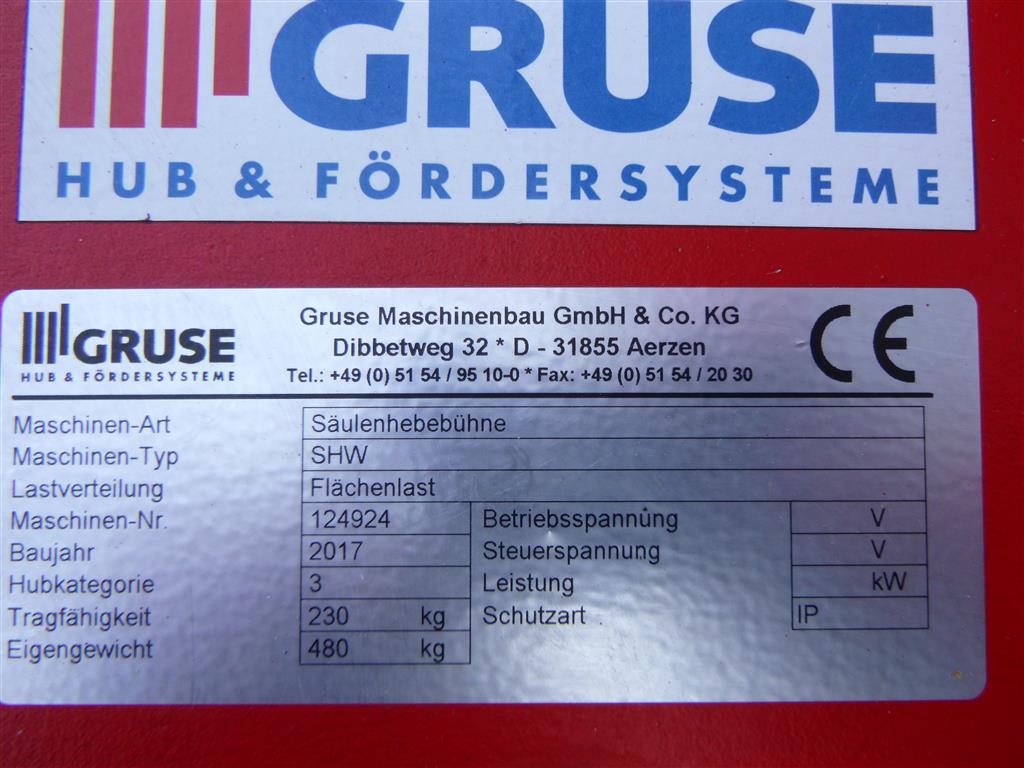 GRUSE
HUB & FÖRDERSYSTEME
GRUSE
HUB & FÖRDERSYSTEME
Gruse Maschinenbau GmbH & Co. KG
Dibbetweg 32 * D - 31855 Aerzen
Tel.: +49 (0) 51 54 / 95 10-0 * Fax: +49 (0) 51 54 / 20 30
CE
Maschinen-Art Säulenhebebühne
Maschinen-Typ SHW
Lastverteilung Flächenlast
Maschinen-Nr. 124924 Betriebsspannung V
Baujahr 2017 Steuerspannung V
Hubkategorie 3 Leistung kW
Tragfähigkeit 230 kg Schutzart IP
Eigengewicht 480 kg